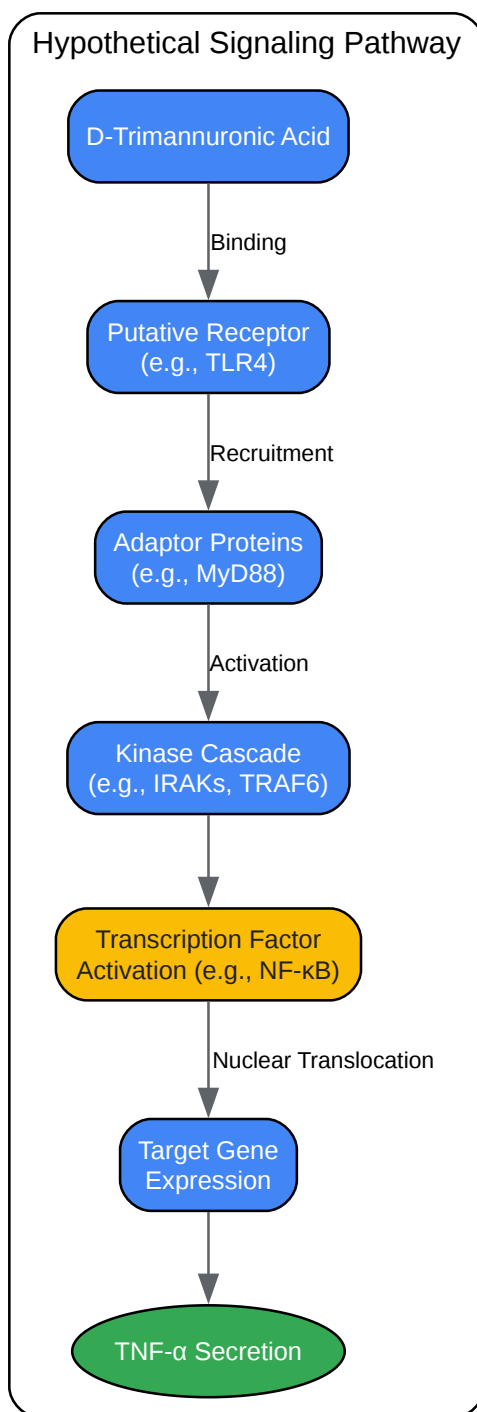 Hypothetical Signaling Pathway
D-Trimannuronic Acid
Binding
Putative Receptor
(e.g., TLR4)
Recruitment
Adaptor Proteins
(e.g., MyD88)
Activation
Kinase Cascade
(e.g., IRAKs, TRAF6)
Transcription Factor
Activation (e.g., NF-κB)
Nuclear Translocation
Target Gene
Expression
TNF-α Secretion